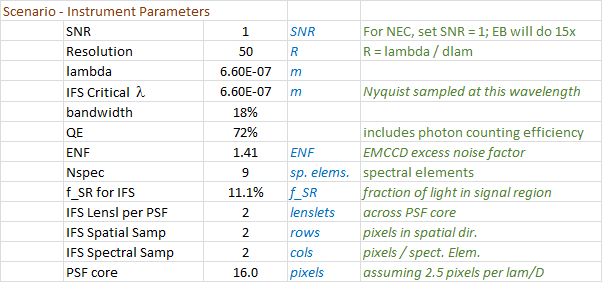 Scenario - Instrument Parameters
SNR 1 SNR For NEC, set SNR = 1; EB will do 15x
Resolution 50 R R = lambda / dlam
lambda 6.60E-07 m
IFS Critical λ 6.60E-07 m Nyquist sampled at this wavelength
bandwidth 18%
QE 72% includes photon counting efficiency
ENF 1.41 ENF EMCCD excess noise factor
Nspec 9 sp. elems. spectral elements
f_SR for IFS 11.1% f_SR fraction of light in signal region
IFS Lensl per PSF 2 lenslets across PSF core
IFS Spatial Samp 2 rows pixels in spatial dir.
IFS Spectral Samp 2 cols pixels / spect. Elem.
PSF core 16.0 pixels assuming 2.5 pixels per lam/D